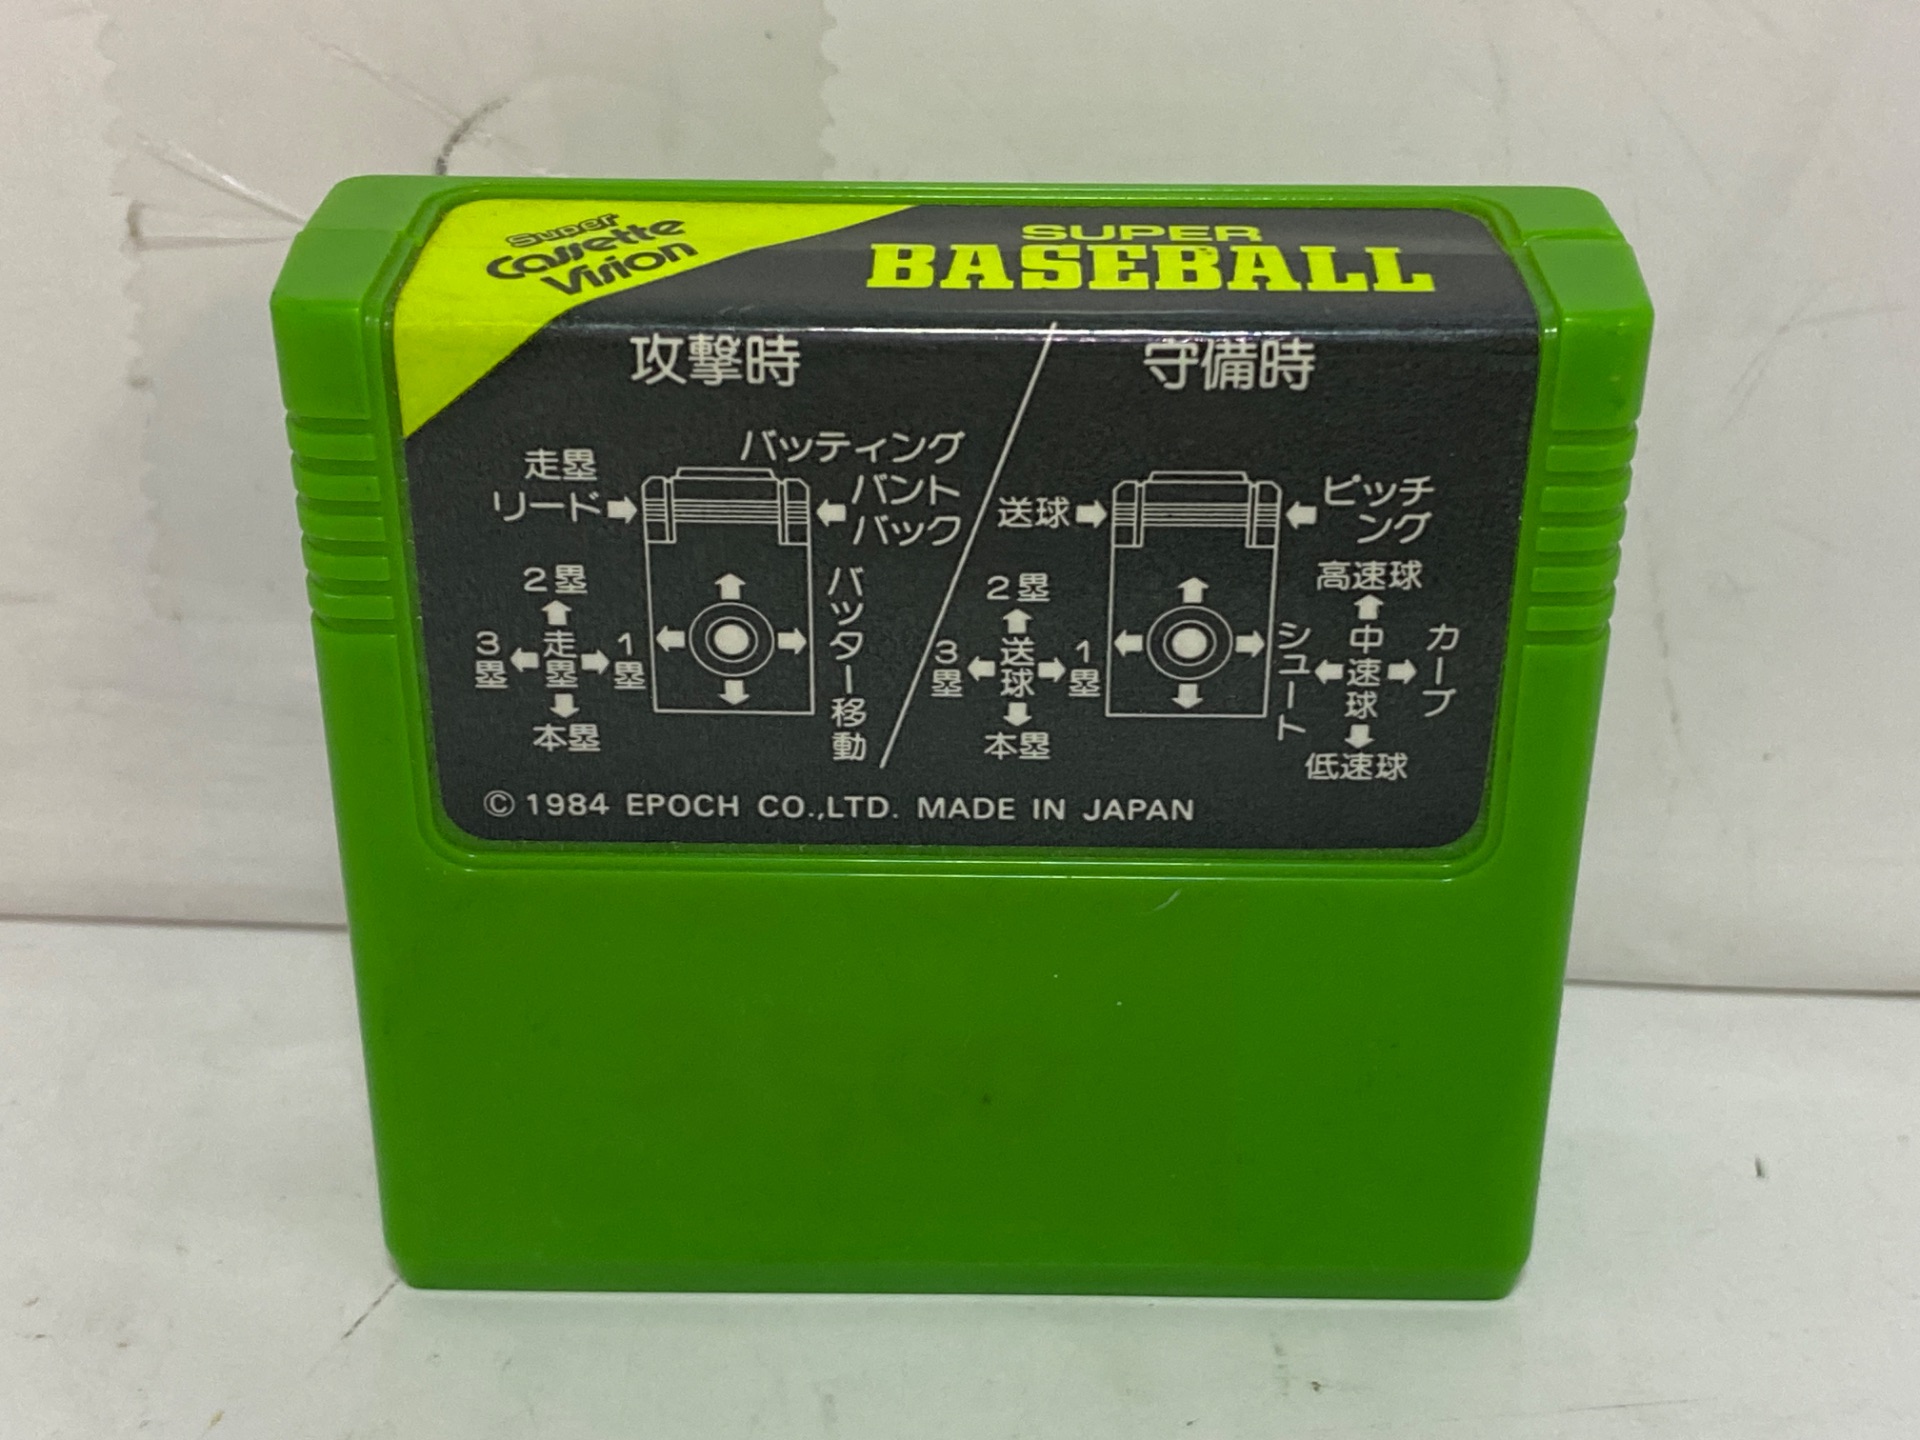 Super
Cassette
Vision
SUPER
BASEBALL
攻撃時
走塁
リード
バッティング
バント
バック
2塁
3塁
走塁
1塁
本塁
バッター移動
守備時
送球
ピッチ
ング
2塁
3塁
送球
1塁
本塁
高速球
シュート
中速球
カーブ
低速球
© 1984 EPOCH CO.,LTD. MADE IN JAPAN